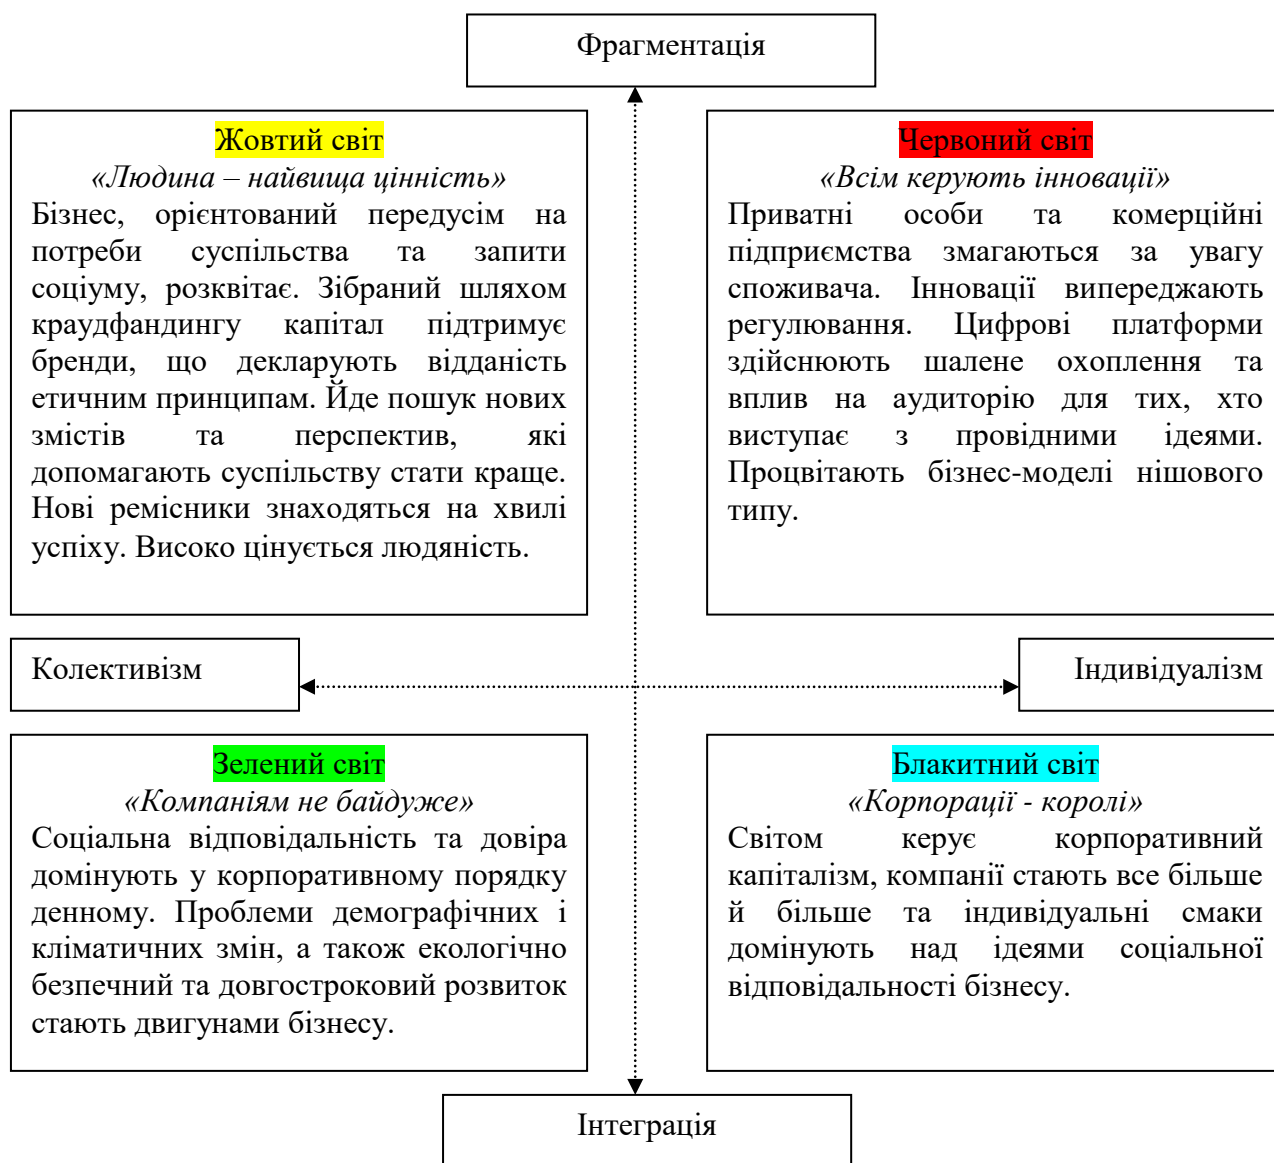 Фрагментація
Жовтий світ
«Людина – найвища цінність»
Бізнес, орієнтований передусім на
потреби суспільства та запити
соціуму, розквітає. Зібраний шляхом
краудфандингу капітал підтримує
бренди, що декларують відданість
етичним принципам. Йде пошук нових
змістів та перспектив, які
допомагають суспільству стати краще.
Нові ремісники знаходяться на хвилі
успіху. Високо цінується людяність.
Червоний світ
«Всім керують інновації»
Приватні особи та комерційні
підприємства змагаються за увагу
споживача. Інновації випереджають
регулювання. Цифрові платформи
здійснюють шалене охоплення та
вплив на аудиторію для тих, хто
виступає з провідними ідеями.
Процвітають бізнес-моделі нішового
типу.
Колективізм
Індивідуалізм
Зелений світ
«Компаніям не байдуже»
Соціальна відповідальність та довіра
домінують у корпоративному порядку
денному. Проблеми демографічних і
кліматичних змін, а також екологічно
безпечний та довгостроковий розвиток
стають двигунами бізнесу.
Блакитний світ
«Корпорації - королі»
Світом керує корпоративний
капіталізм, компанії стають все більше
й більше та індивідуальні смаки
домінують над ідеями соціальної
відповідальності бізнесу.
Інтеграція